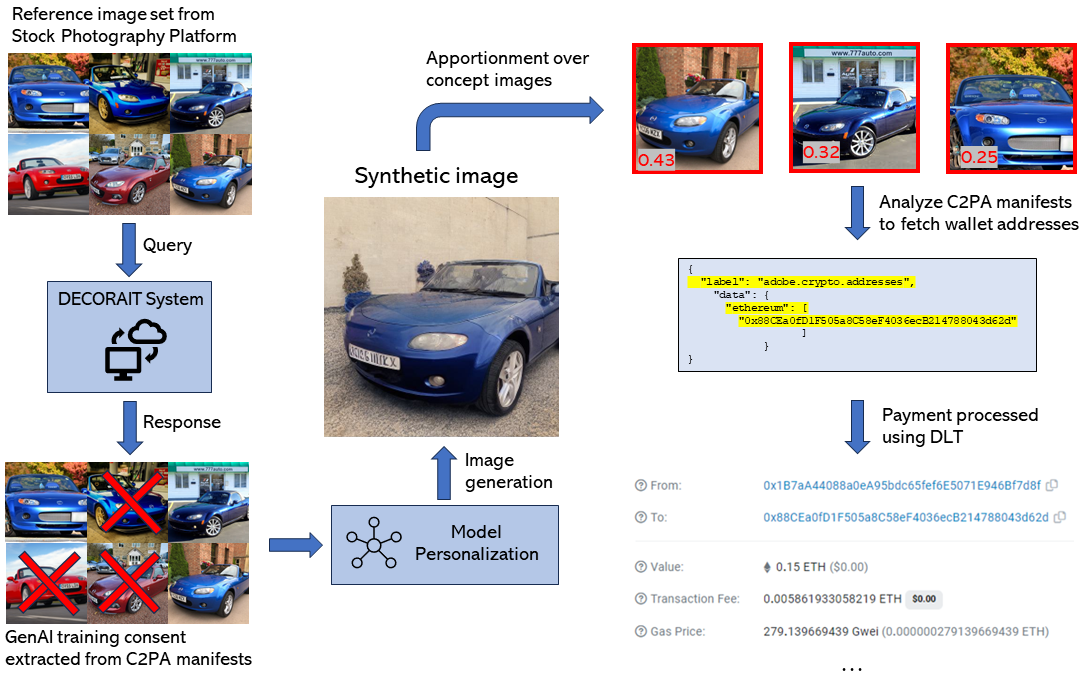 Reference image set from
Stock Photography Platform
www.777auto.com
Query
DECORAIT System
Response
www.777auto.com
GenAI training consent
extracted from C2PA manifests
Model
Personalization
Image
generation
Synthetic image
Apportionment over
concept images
0.43
www.777auto.com
0.32
0.25
Analyze C2PA manifests
to fetch wallet addresses
{
"label": "adobe.crypto.addresses",
"data": {
"ethereum": [
"0x88CEa0fD1F505a8C58eF4036ecB214788043d62d"
]
}
}
Payment processed
using DLT
From: 0x1B7aA44088a0eA95bdc65fef6E5071E946Bf7d8f
To: 0x88CEa0fD1F505a8C58eF4036ecB214788043d62d
Value: 0.15 ETH ($0.00)
Transaction Fee: 0.005861933058219 ETH $0.00
Gas Price: 279.139669439 Gwei (0.000000279139669439 ETH)
...